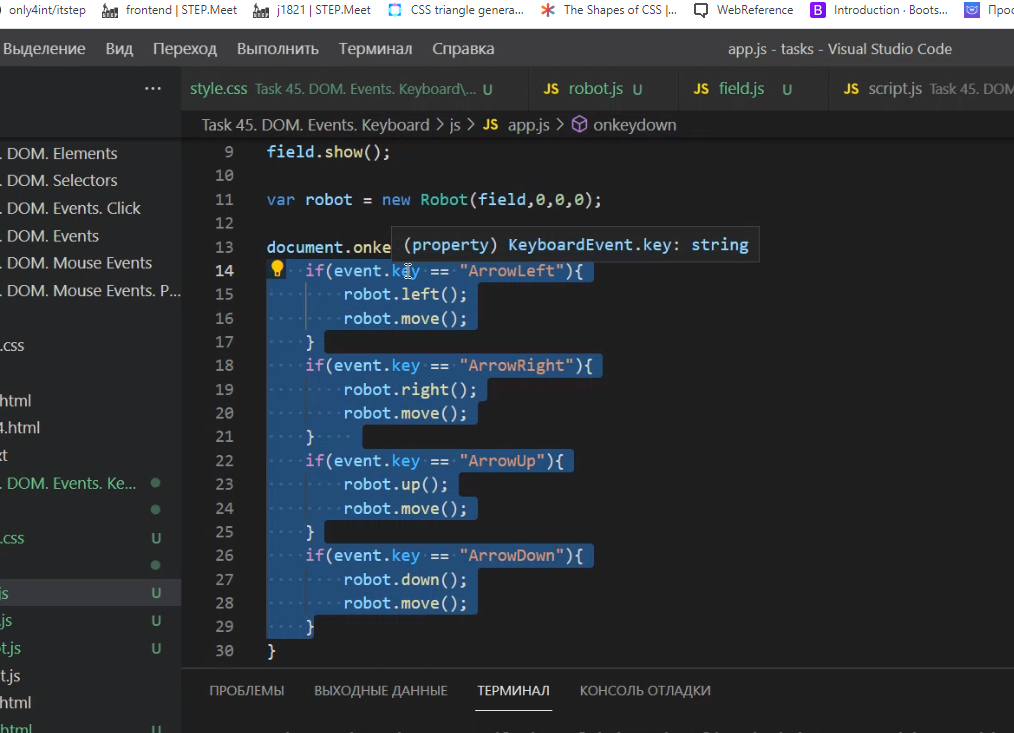 only4int/itstep frontend | STEP.Meet j1821 | STEP.Meet CSS triangle genera... The Shapes of CSS |... WebReference B Introduction · Boots... Прос
Выделение Вид Переход Выполнить Терминал Справка app.js - tasks - Visual Studio Code
... style.css Task 45. DOM. Events. Keyboard\... U JS robot.js U JS field.js U JS script.js Task 45. DOM
Task 45. DOM. Events. Keyboard > js > JS app.js > onkeydown
. DOM. Elements
. DOM. Selectors
. DOM. Events. Click
. DOM. Events
. DOM. Mouse Events
. DOM. Mouse Events. P...
.css
html
4.html
xt
. DOM. Events. Ke...
.css U
js U
.js U
t.js U
t.js
html
html U
9 field.show();
10
11 var robot = new Robot(field,0,0,0);
12
(property) KeyboardEvent.key: string
13 document.onke
14 if(event.key == "ArrowLeft"){
15 robot.left();
16 robot.move();
17 }
18 if(event.key == "ArrowRight"){
19 robot.right();
20 robot.move();
21 }
22 if(event.key == "ArrowUp"){
23 robot.up();
24 robot.move();
25 }
26 if(event.key == "ArrowDown"){
27 robot.down();
28 robot.move();
29 }
30 }
ПРОБЛЕМЫ ВЫХОДНЫЕ ДАННЫЕ ТЕРМИНАЛ КОНСОЛЬ ОТЛАДКИ